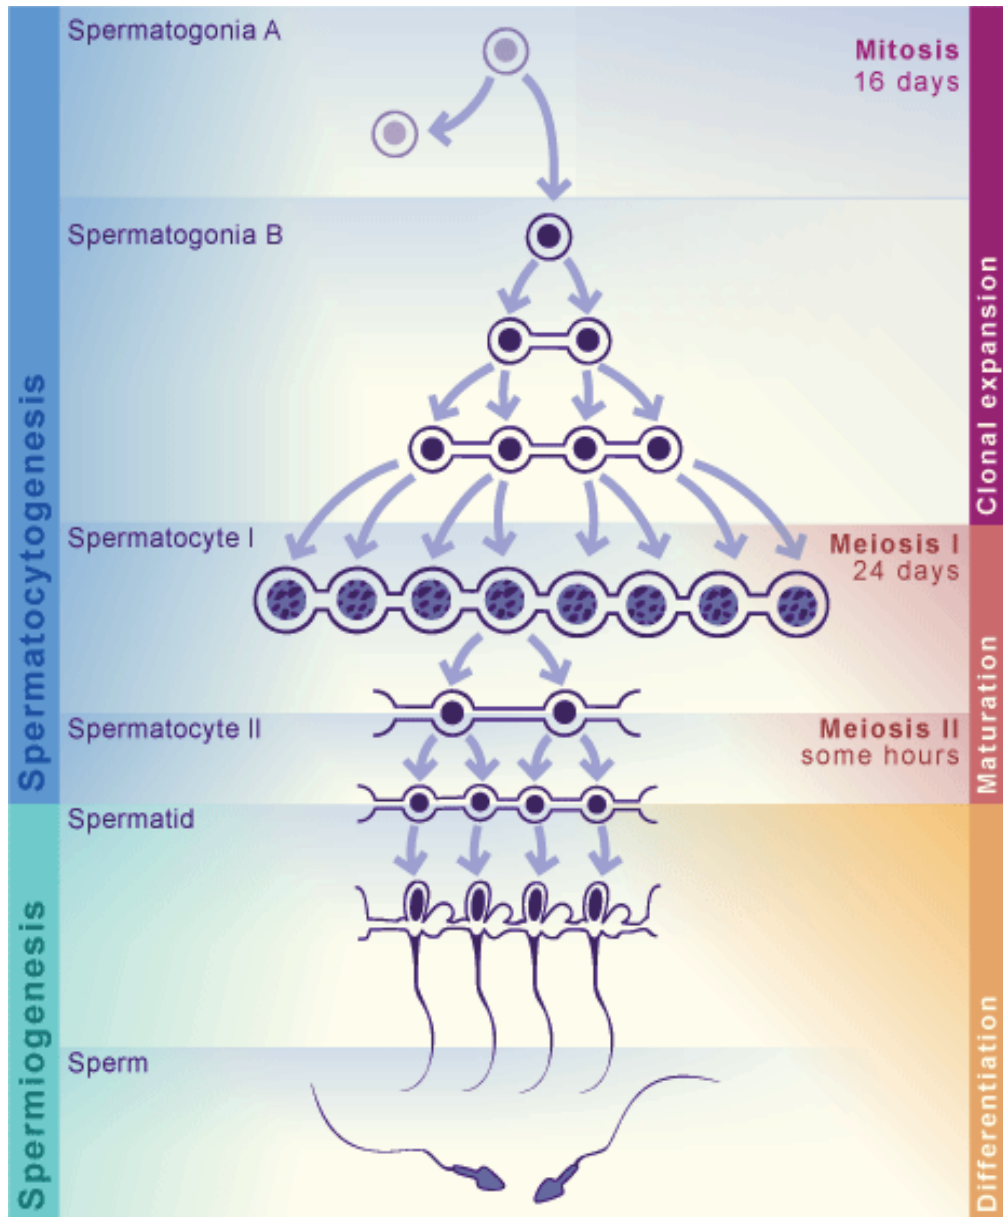 Spermatogonia A
Mitosis
16 days
Spermatogonia B
Spermatocyte I
Meiosis I
24 days
Spermatocyte II
Meiosis II
some hours
Spermatid
Sperm
Spermatocytogenesis
Spermiogenesis
Clonal expansion
Maturation
Differentiation